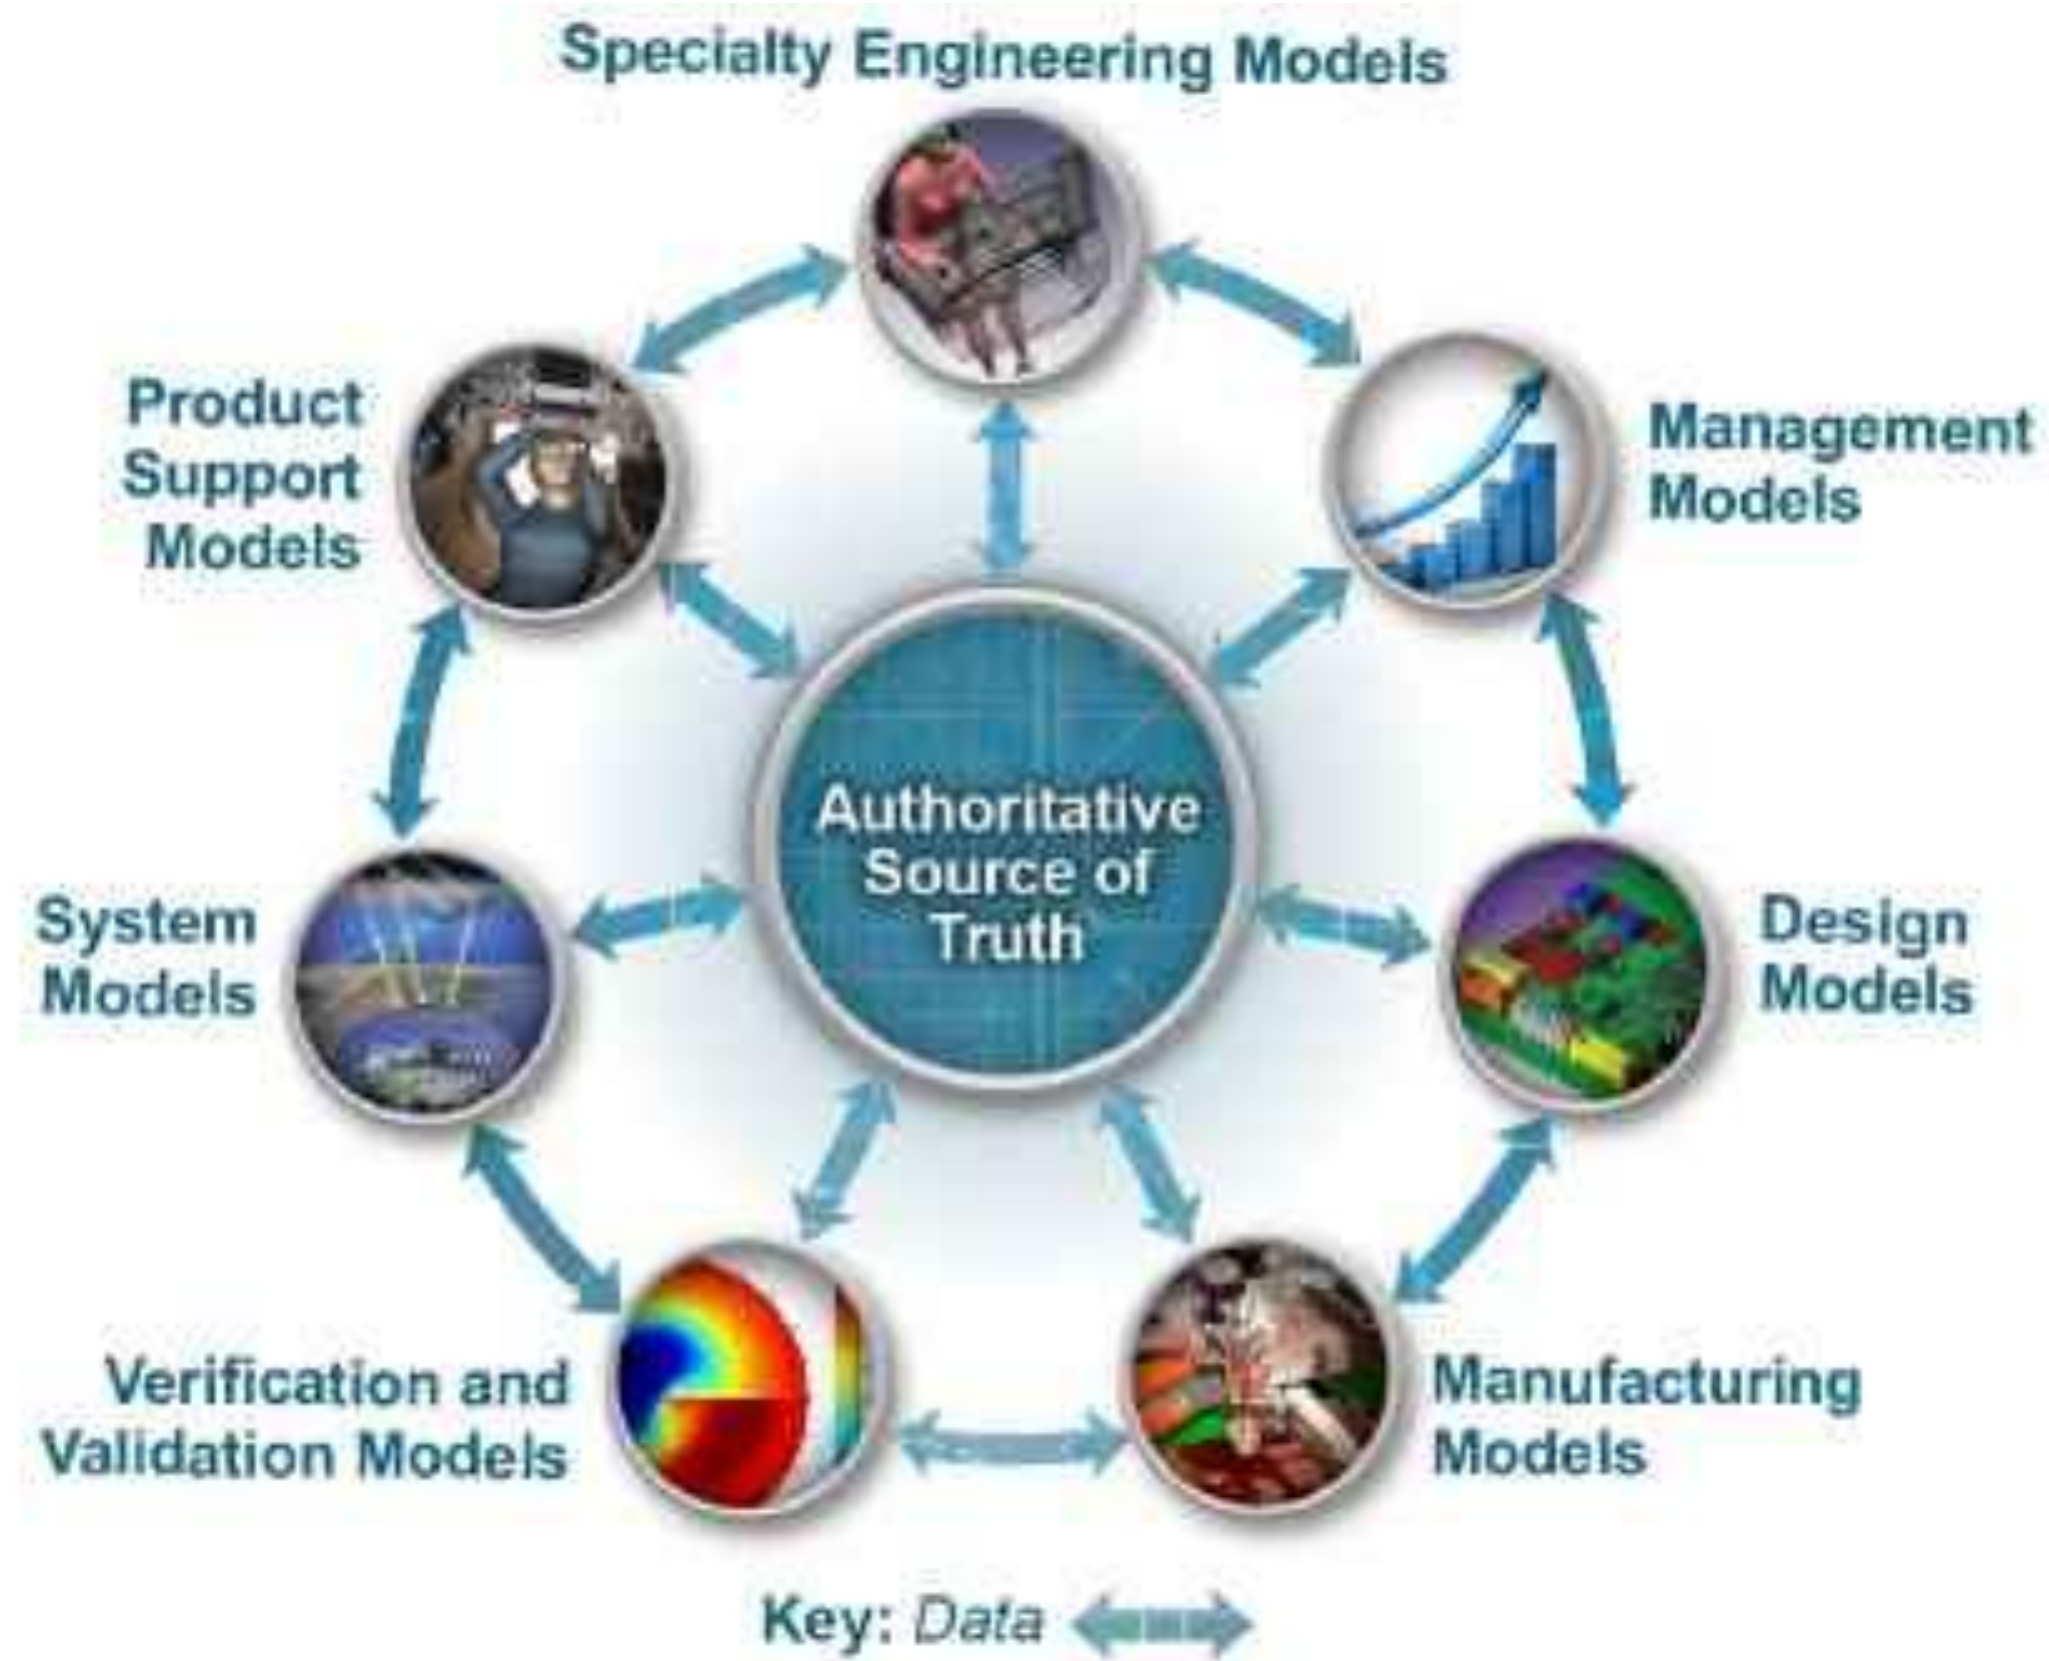 Specialty Engineering Models
Product
Support
Models
Management
Models
Authoritative
Source of
Truth
System
Models
Design
Models
Verification and
Validation Models
Manufacturing
Models
Key: Data